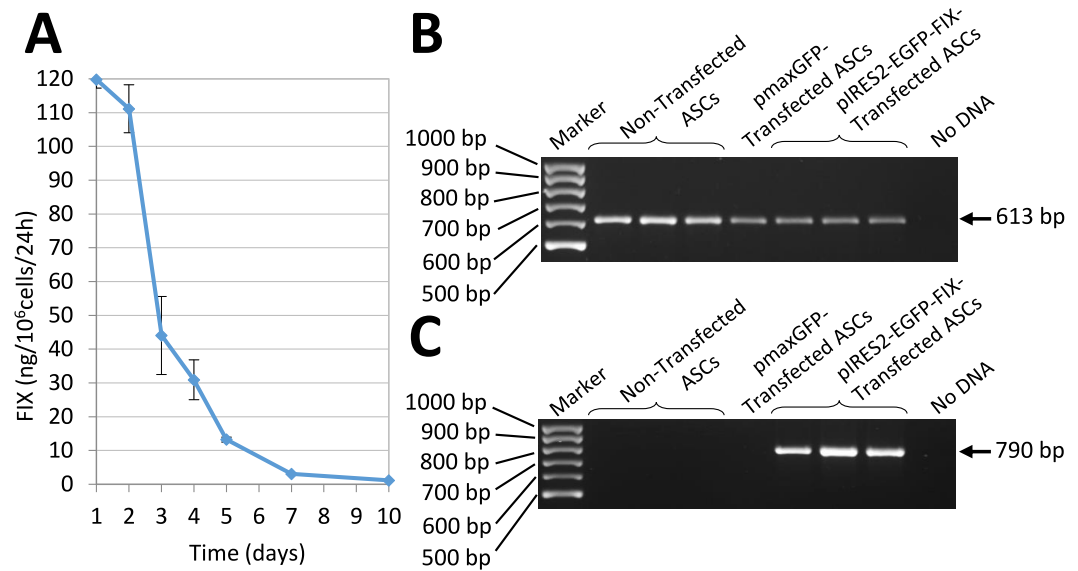 A
FIX (ng/10⁶cells/24h)
120
110
100
90
80
70
60
50
40
30
20
10
0
1 2 3 4 5 6 7 8 9 10
Time (days)
B
Marker
Non-Transfected
ASCs
pmaxGFP-
Transfected ASCs
pIRES2-EGFP-FIX-
Transfected ASCs
No DNA
1000 bp
900 bp
800 bp
700 bp
600 bp
500 bp
613 bp
C
Marker
Non-Transfected
ASCs
pmaxGFP-
Transfected ASCs
pIRES2-EGFP-FIX-
Transfected ASCs
No DNA
1000 bp
900 bp
800 bp
700 bp
600 bp
500 bp
790 bp